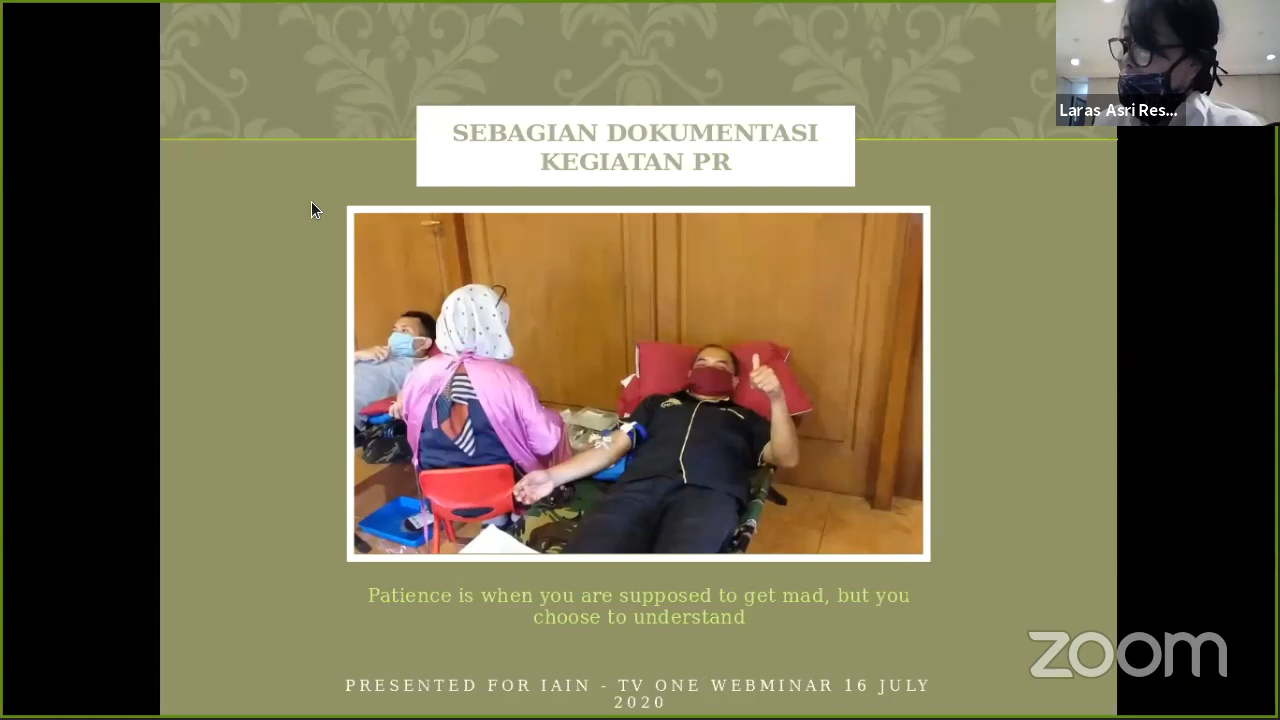 Laras Asri Res...
SEBAGIAN DOKUMENTASI
KEGIATAN PR
Patience is when you are supposed to get mad, but you
choose to understand
PRESENTED FOR IAIN - TV ONE WEBMINAR 16 JULY
2020
zoom